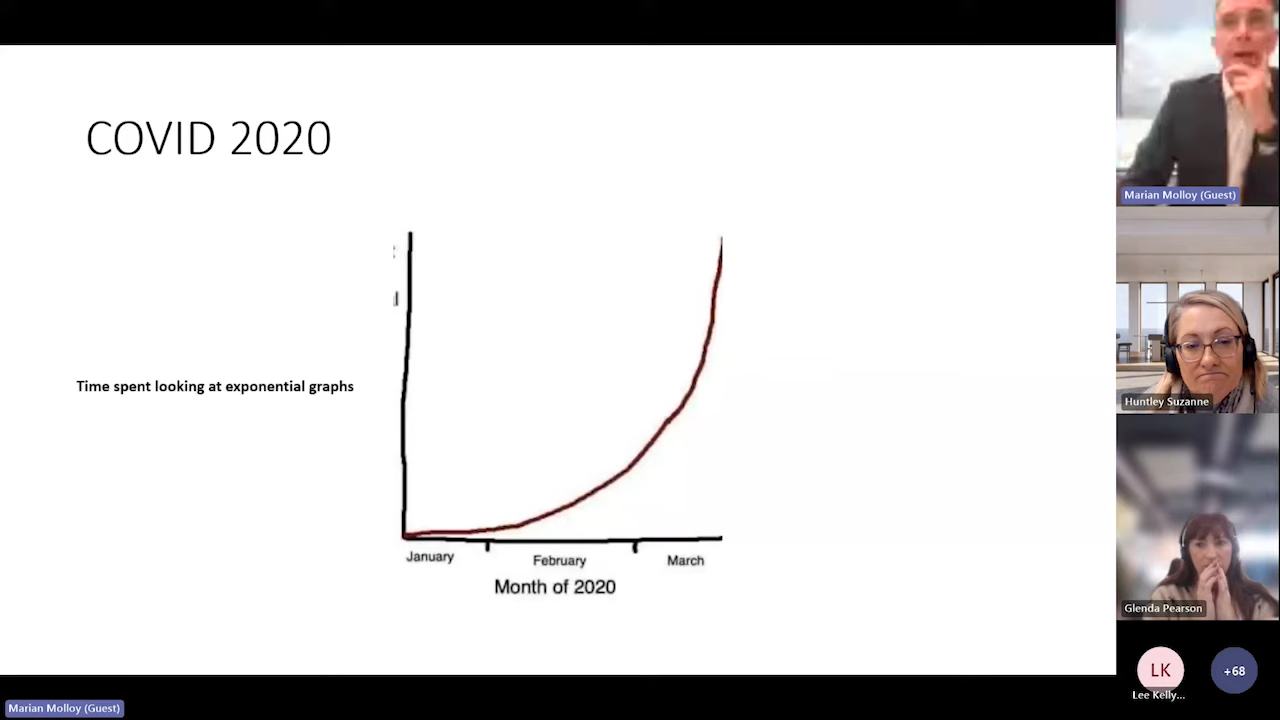 COVID 2020
Time spent looking at exponential graphs
January
February
March
Month of 2020
Marian Molloy (Guest)
Huntley Suzanne
Glenda Pearson
LK
+68
Lee Kelly...
Marian Molloy (Guest)